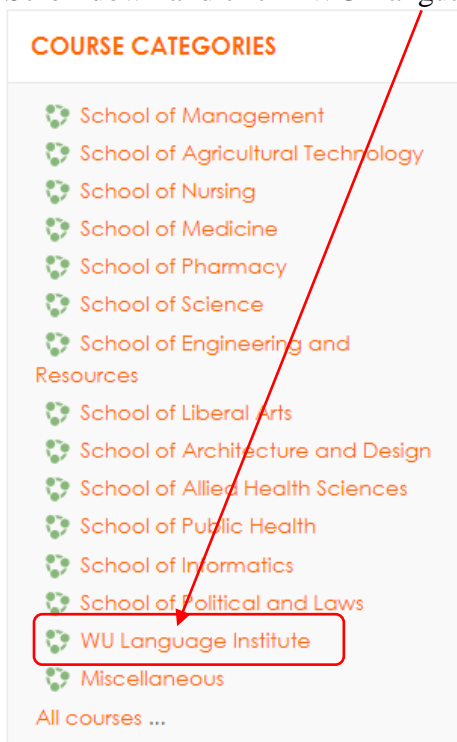 COURSE CATEGORIES
School of Management
School of Agricultural Technology
School of Nursing
School of Medicine
School of Pharmacy
School of Science
School of Engineering and
Resources
School of Liberal Arts
School of Architecture and Design
School of Allied Health Sciences
School of Public Health
School of Informatics
School of Political and Laws
WU Language Institute
Miscellaneous
All courses ...